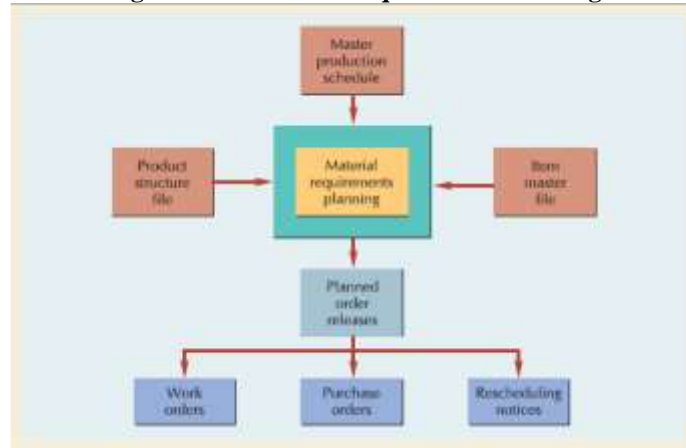 Master
production
schedule
Product
structure
file
Material
requirements
planning
Item
master
file
Planned
order
releases
Work
orders
Purchase
orders
Rescheduling
notices